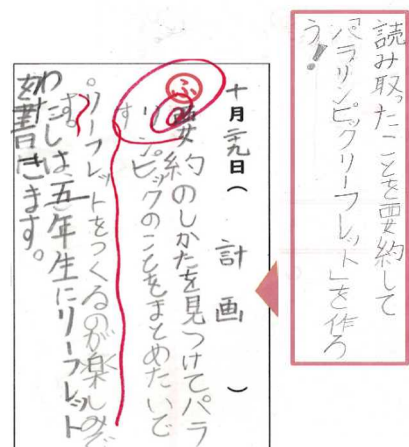 読み取ったことを要約して
「パラリンピックリーフレット」を作ろ
う!
十月二九日( 計画 )
ふ
要約のしかたを見つけてパラ
リンピックのことをまとめたいで
す
。リーフレットをつくるのが楽しみで
す
わたしは五年生にリーフレット
書きます。